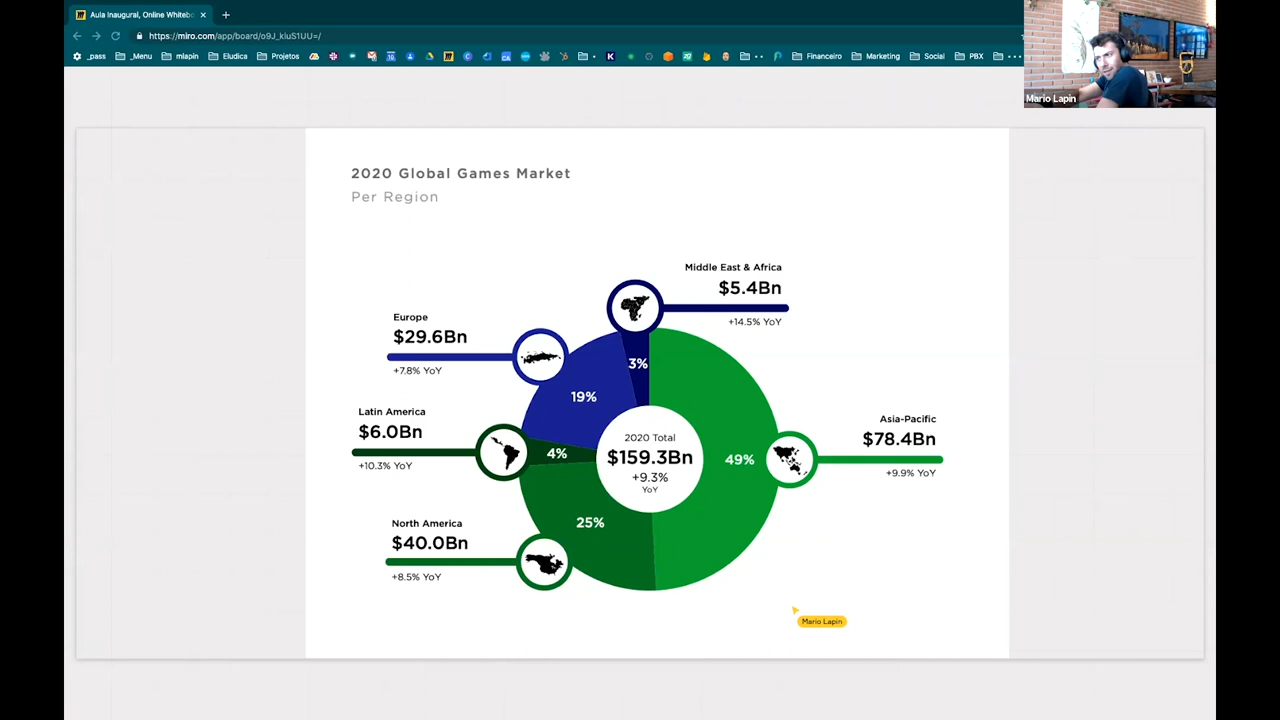 Aula Inaugural, Online Whitebo
https://miro.com/app/board/o9J_kluS1UU=/
_pass
_Menu
mlapin
Eludica
Projetos
Financeiro
Marketing
Social
PBX
Mario Lapin
2020 Global Games Market
Per Region
Middle East & Africa
$5.4Bn
+14.5% YoY
Europe
$29.6Bn
+7.8% YoY
3%
19%
Latin America
$6.0Bn
+10.3% YoY
4%
2020 Total
$159.3Bn
+9.3%
YoY
49%
Asia-Pacific
$78.4Bn
+9.9% YoY
25%
North America
$40.0Bn
+8.5% YoY
Mario Lapin